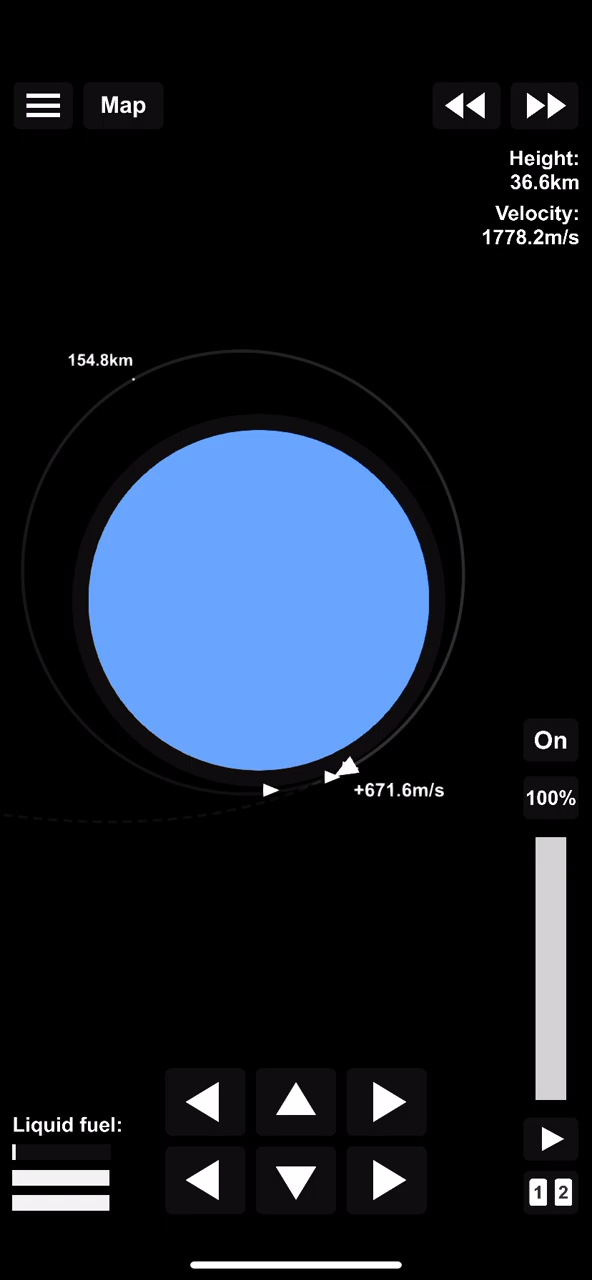 Map
Height:
36.6km
Velocity:
1778.2m/s
154.8km
On
+671.6m/s
100%
Liquid fuel:
1 2